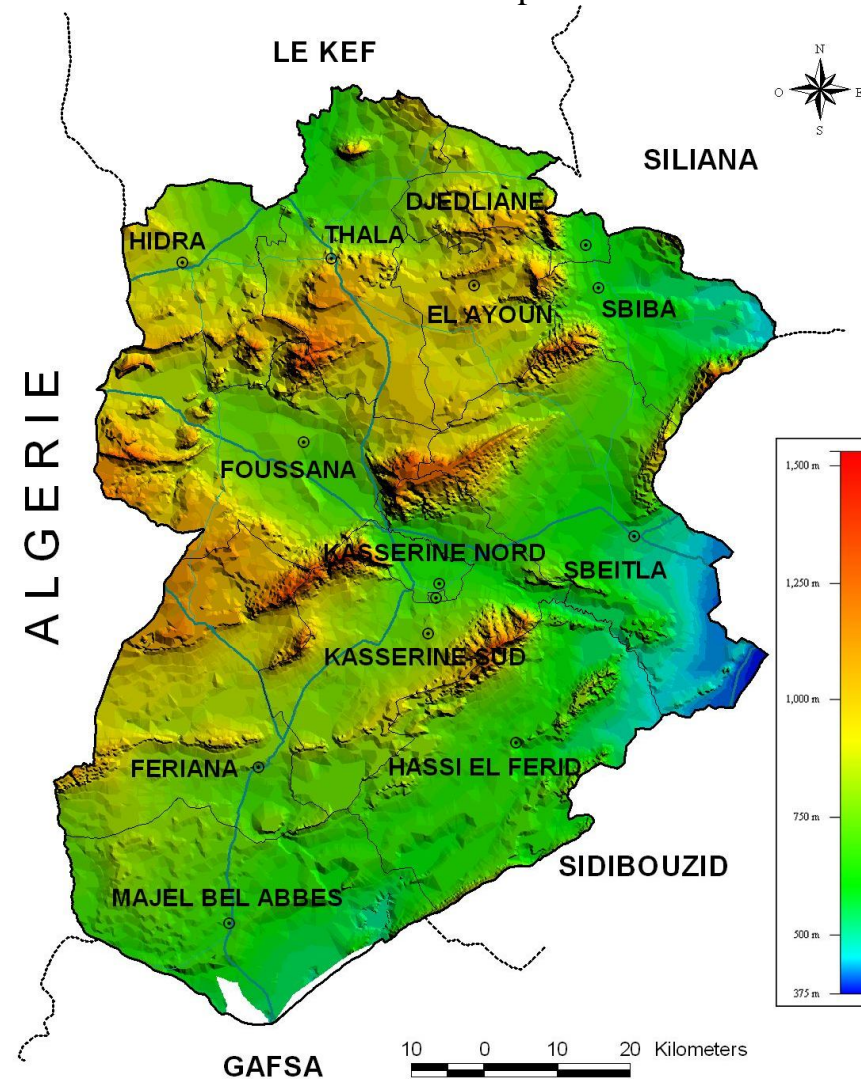 LE KEF
N
O
E
S
SILIANA
DJEDLIANE
HIDRA
THALA
EL AYOUN
SBIBA
ALGERIE
FOUSSANA
1,500 m
KASSERINE NORD
SBEITLA
1,250 m
KASSERINE SUD
1,000 m
FERIANA
HASSI EL FERID
750 m
SIDIBOUZID
MAJEL BEL ABBES
500 m
375 m
GAFSA
10 0 10 20 Kilometers